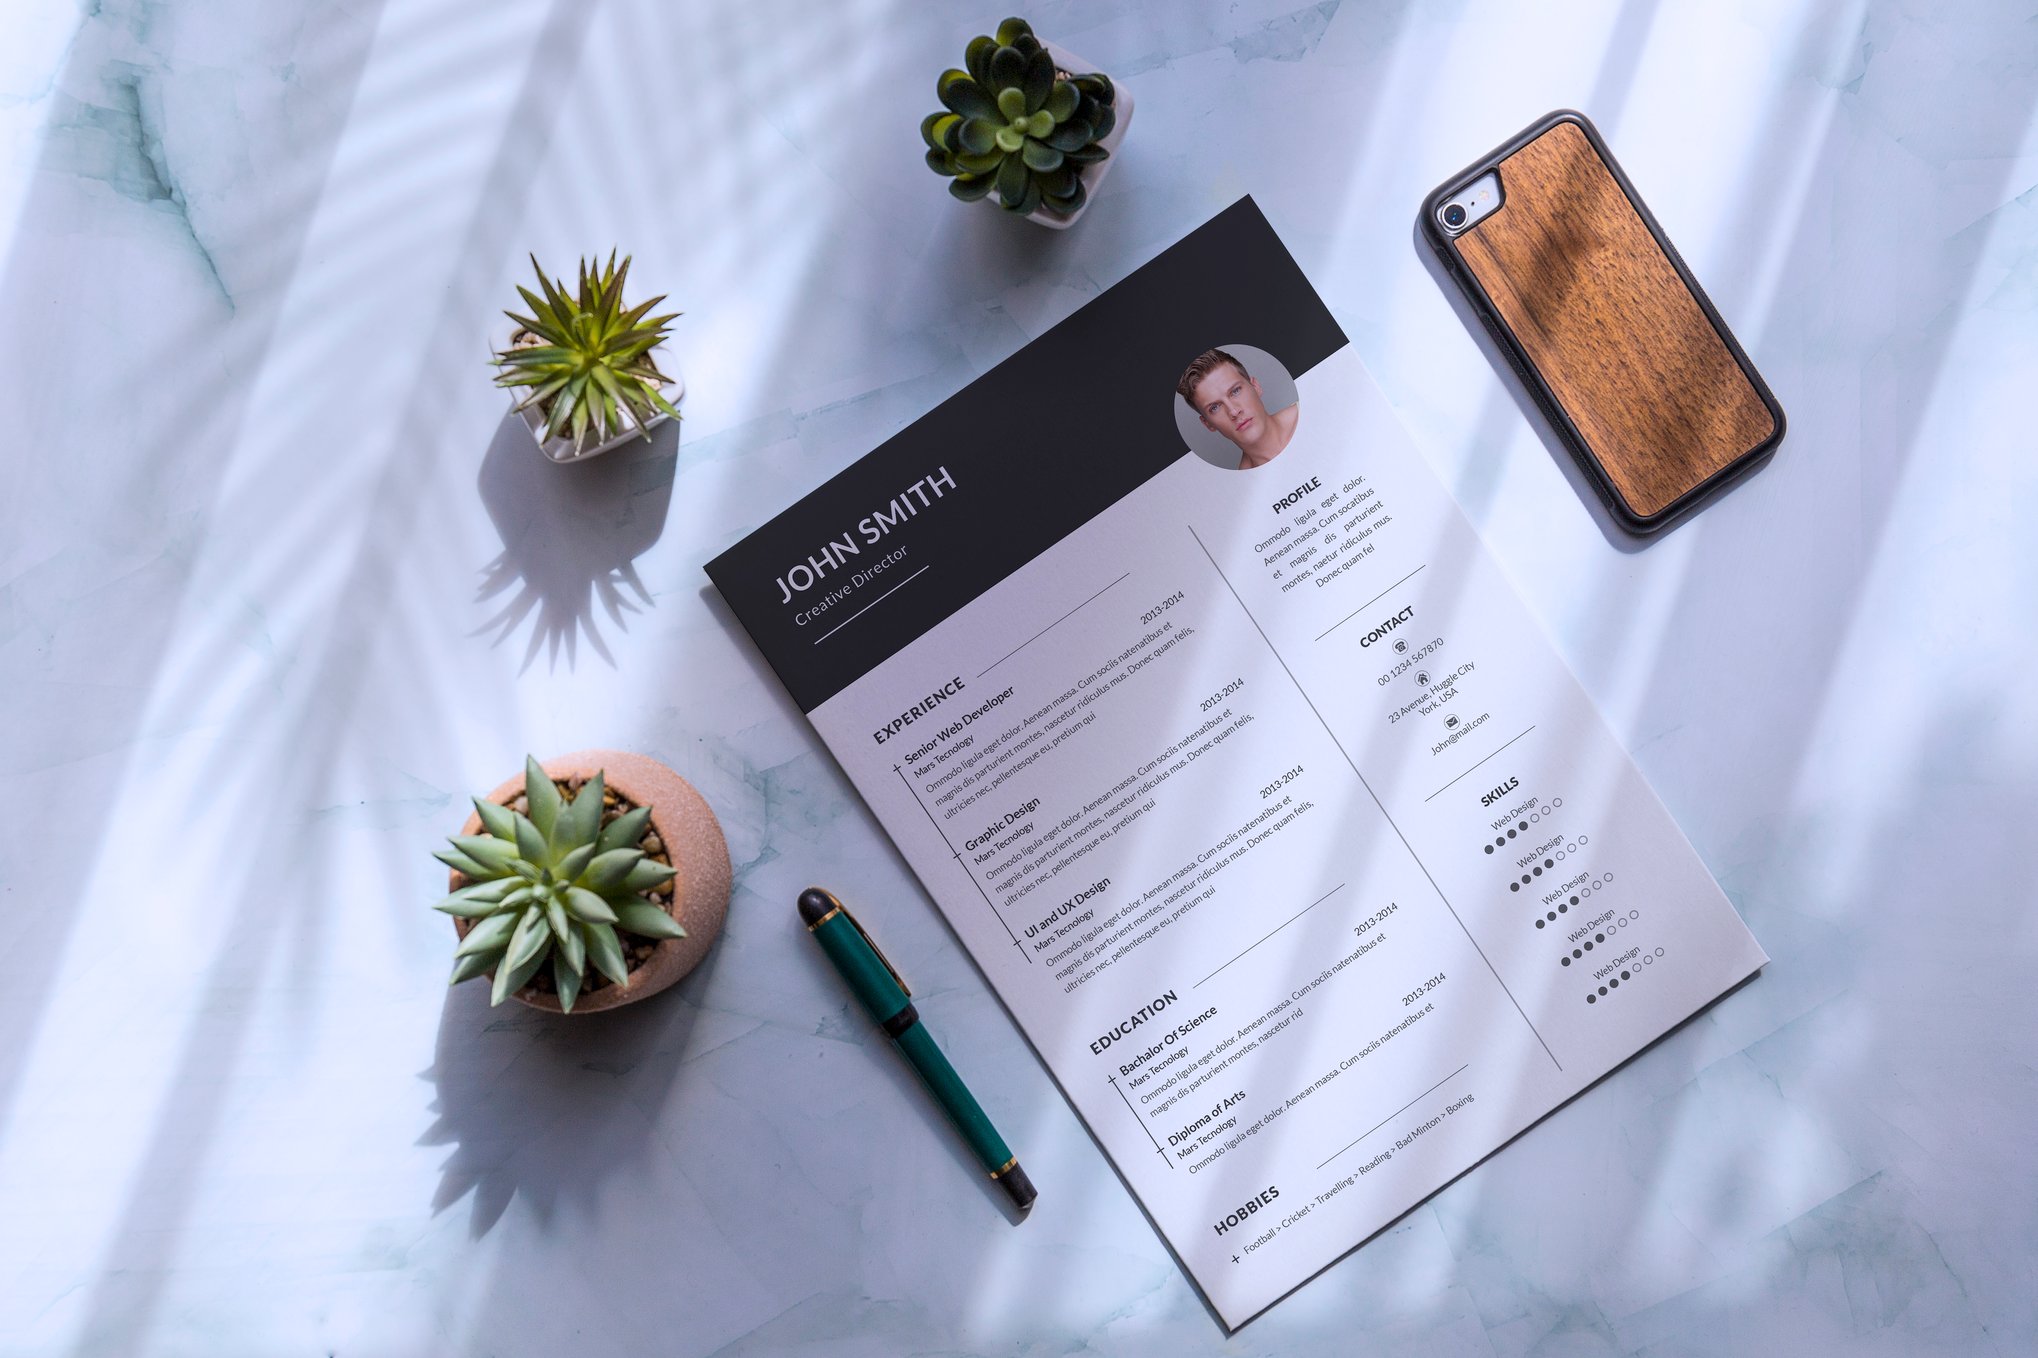 JOHN SMITH
Creative Director
EXPERIENCE
Senior Web Developer 2013-2014
Mars Tecnology
Ommodo ligula eget dolor. Aenean massa. Cum sociis natenatibus et
magnis dis parturient montes, nascetur ridiculus mus. Donec quam felis,
ultricies nec, pellentesque eu, pretium qui
Graphic Design 2013-2014
Mars Tecnology
Ommodo ligula eget dolor. Aenean massa. Cum sociis natenatibus et
magnis dis parturient montes, nascetur ridiculus mus. Donec quam felis,
ultricies nec, pellentesque eu, pretium qui
UI and UX Design 2013-2014
Mars Tecnology
Ommodo ligula eget dolor. Aenean massa. Cum sociis natenatibus et
magnis dis parturient montes, nascetur ridiculus mus. Donec quam felis,
ultricies nec, pellentesque eu, pretium qui
EDUCATION
Bachalor Of Science 2013-2014
Mars Tecnology
Ommodo ligula eget dolor. Aenean massa. Cum sociis natenatibus et
magnis dis parturient montes, nascetur rid
Diploma of Arts 2013-2014
Mars Tecnology
Ommodo ligula eget dolor. Aenean massa. Cum sociis natenatibus et
HOBBIES
+ Football > Cricket > Travelling > Reading > Bad Minton > Boxing
PROFILE
Ommodo ligula eget dolor.
Aenean massa. Cum socatibus
et magnis dis parturient
montes, naetur ridiculus mus.
Donec quam fel
CONTACT
00 1234 567870
23 Avenue, Huggle City
York, USA
John@mail.com
SKILLS
Web Design
Web Design
Web Design
Web Design
Web Design